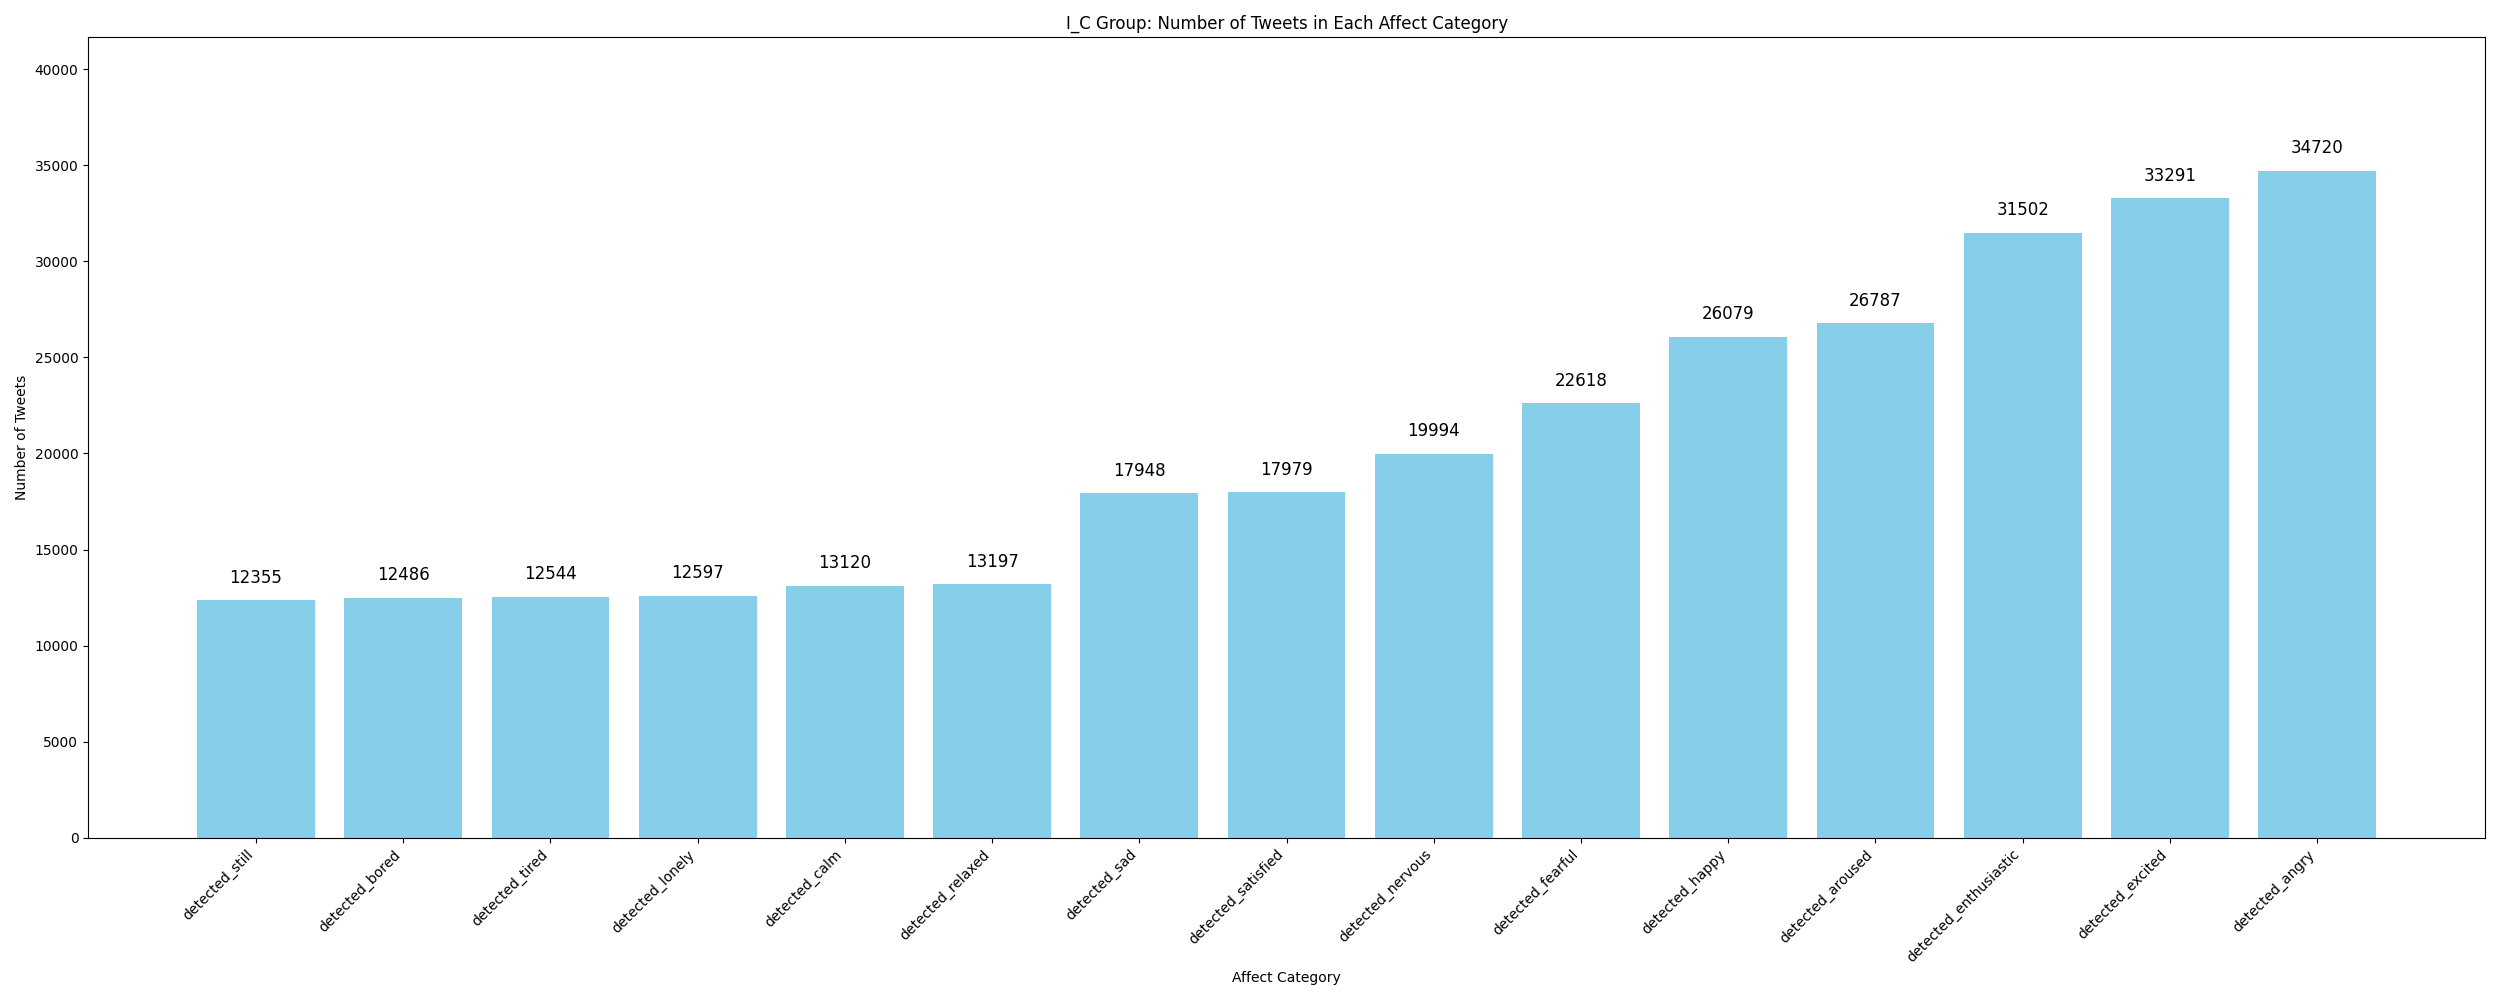 I_C Group: Number of Tweets in Each Affect Category
Number of Tweets
40000
35000
30000
25000
20000
15000
10000
5000
0
12355
12486
12544
12597
13120
13197
17948
17979
19994
22618
26079
26787
31502
33291
34720
detected_still
detected_bored
detected_tired
detected_lonely
detected_calm
detected_relaxed
detected_sad
detected_satisfied
detected_nervous
detected_fearful
detected_happy
detected_aroused
detected_enthusiastic
detected_excited
detected_angry
Affect Category